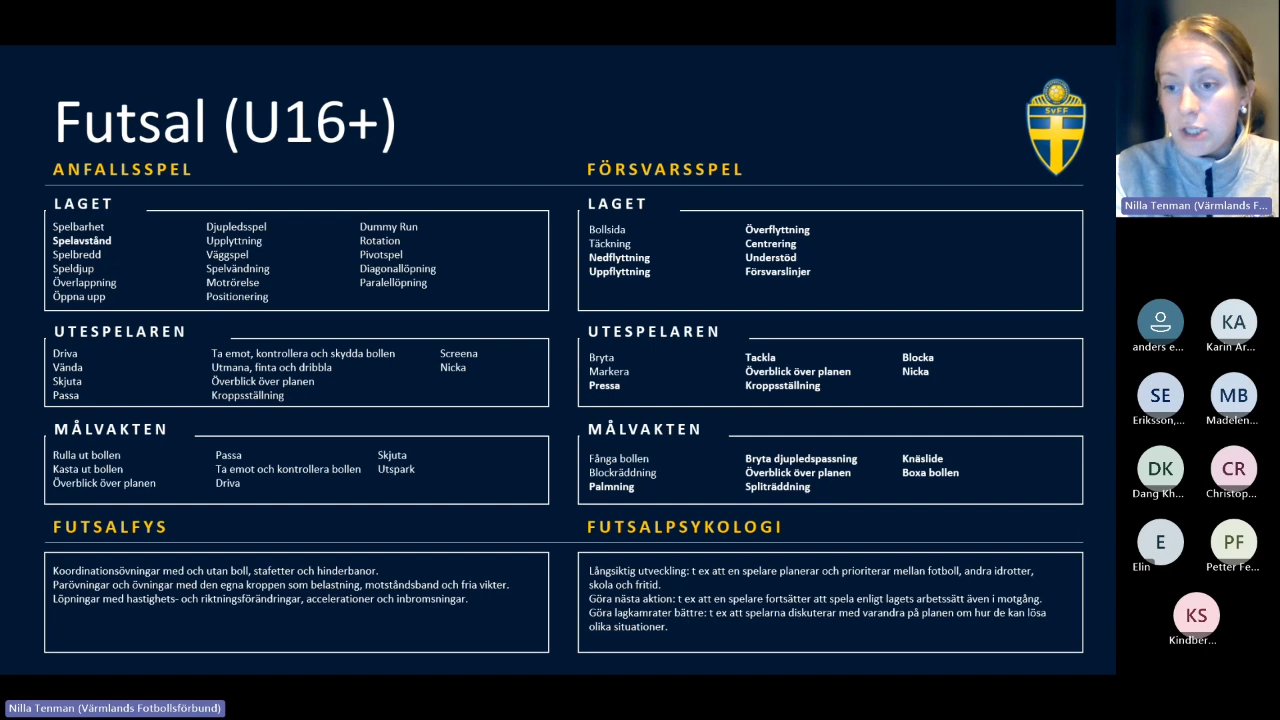 Futsal (U16+)
SvFF
ANFALLSSPEL
LAGET
Spelbarhet
Spelavstånd
Spelbredd
Speldjup
Överlappning
Öppna upp
Djupledsspel
Upplyttning
Väggspel
Spelvändning
Motrörelse
Positionering
Dummy Run
Rotation
Pivotspel
Diagonallöpning
Paralellöpning
UTESPELAREN
Driva
Vända
Skjuta
Passa
Ta emot, kontrollera och skydda bollen
Utmana, finta och dribbla
Överblick över planen
Kroppsställning
Screena
Nicka
MÅLVAKTEN
Rulla ut bollen
Kasta ut bollen
Överblick över planen
Passa
Ta emot och kontrollera bollen
Driva
Skjuta
Utspark
FUTSALFYS
Koordinationsövningar med och utan boll, stafetter och hinderbanor.
Parövningar och övningar med den egna kroppen som belastning, motståndsband och fria vikter.
Löpningar med hastighets- och riktningsförändringar, accelerationer och inbromsningar.
FÖRSVARSSPEL
LAGET
Bollsida
Täckning
Nedflyttning
Uppflyttning
Överflyttning
Centrering
Understöd
Försvarslinjer
UTESPELAREN
Bryta
Markera
Pressa
Tackla
Överblick över planen
Kroppsställning
Blocka
Nicka
MÅLVAKTEN
Fånga bollen
Blockräddning
Palmning
Bryta djupledspassning
Överblick över planen
Spliträddning
Knäslide
Boxa bollen
FUTSALPSYKOLOGI
Långsiktig utveckling: t ex att en spelare planerar och prioriterar mellan fotboll, andra idrotter,
skola och fritid.
Göra nästa aktion: t ex att en spelare fortsätter att spela enligt lagets arbetssätt även i motgång.
Göra lagkamrater bättre: t ex att spelarna diskuterar med varandra på planen om hur de kan lösa
olika situationer.
Nilla Tenman (Värmlands F...
anders e...
KA
Karin Ar...
SE
Eriksson,...
MB
Madelen...
DK
Dang Kh...
CR
Christop...
E
Elin
PF
Petter Fe...
KS
Kindber...
Nilla Tenman (Värmlands Fotbollsförbund)